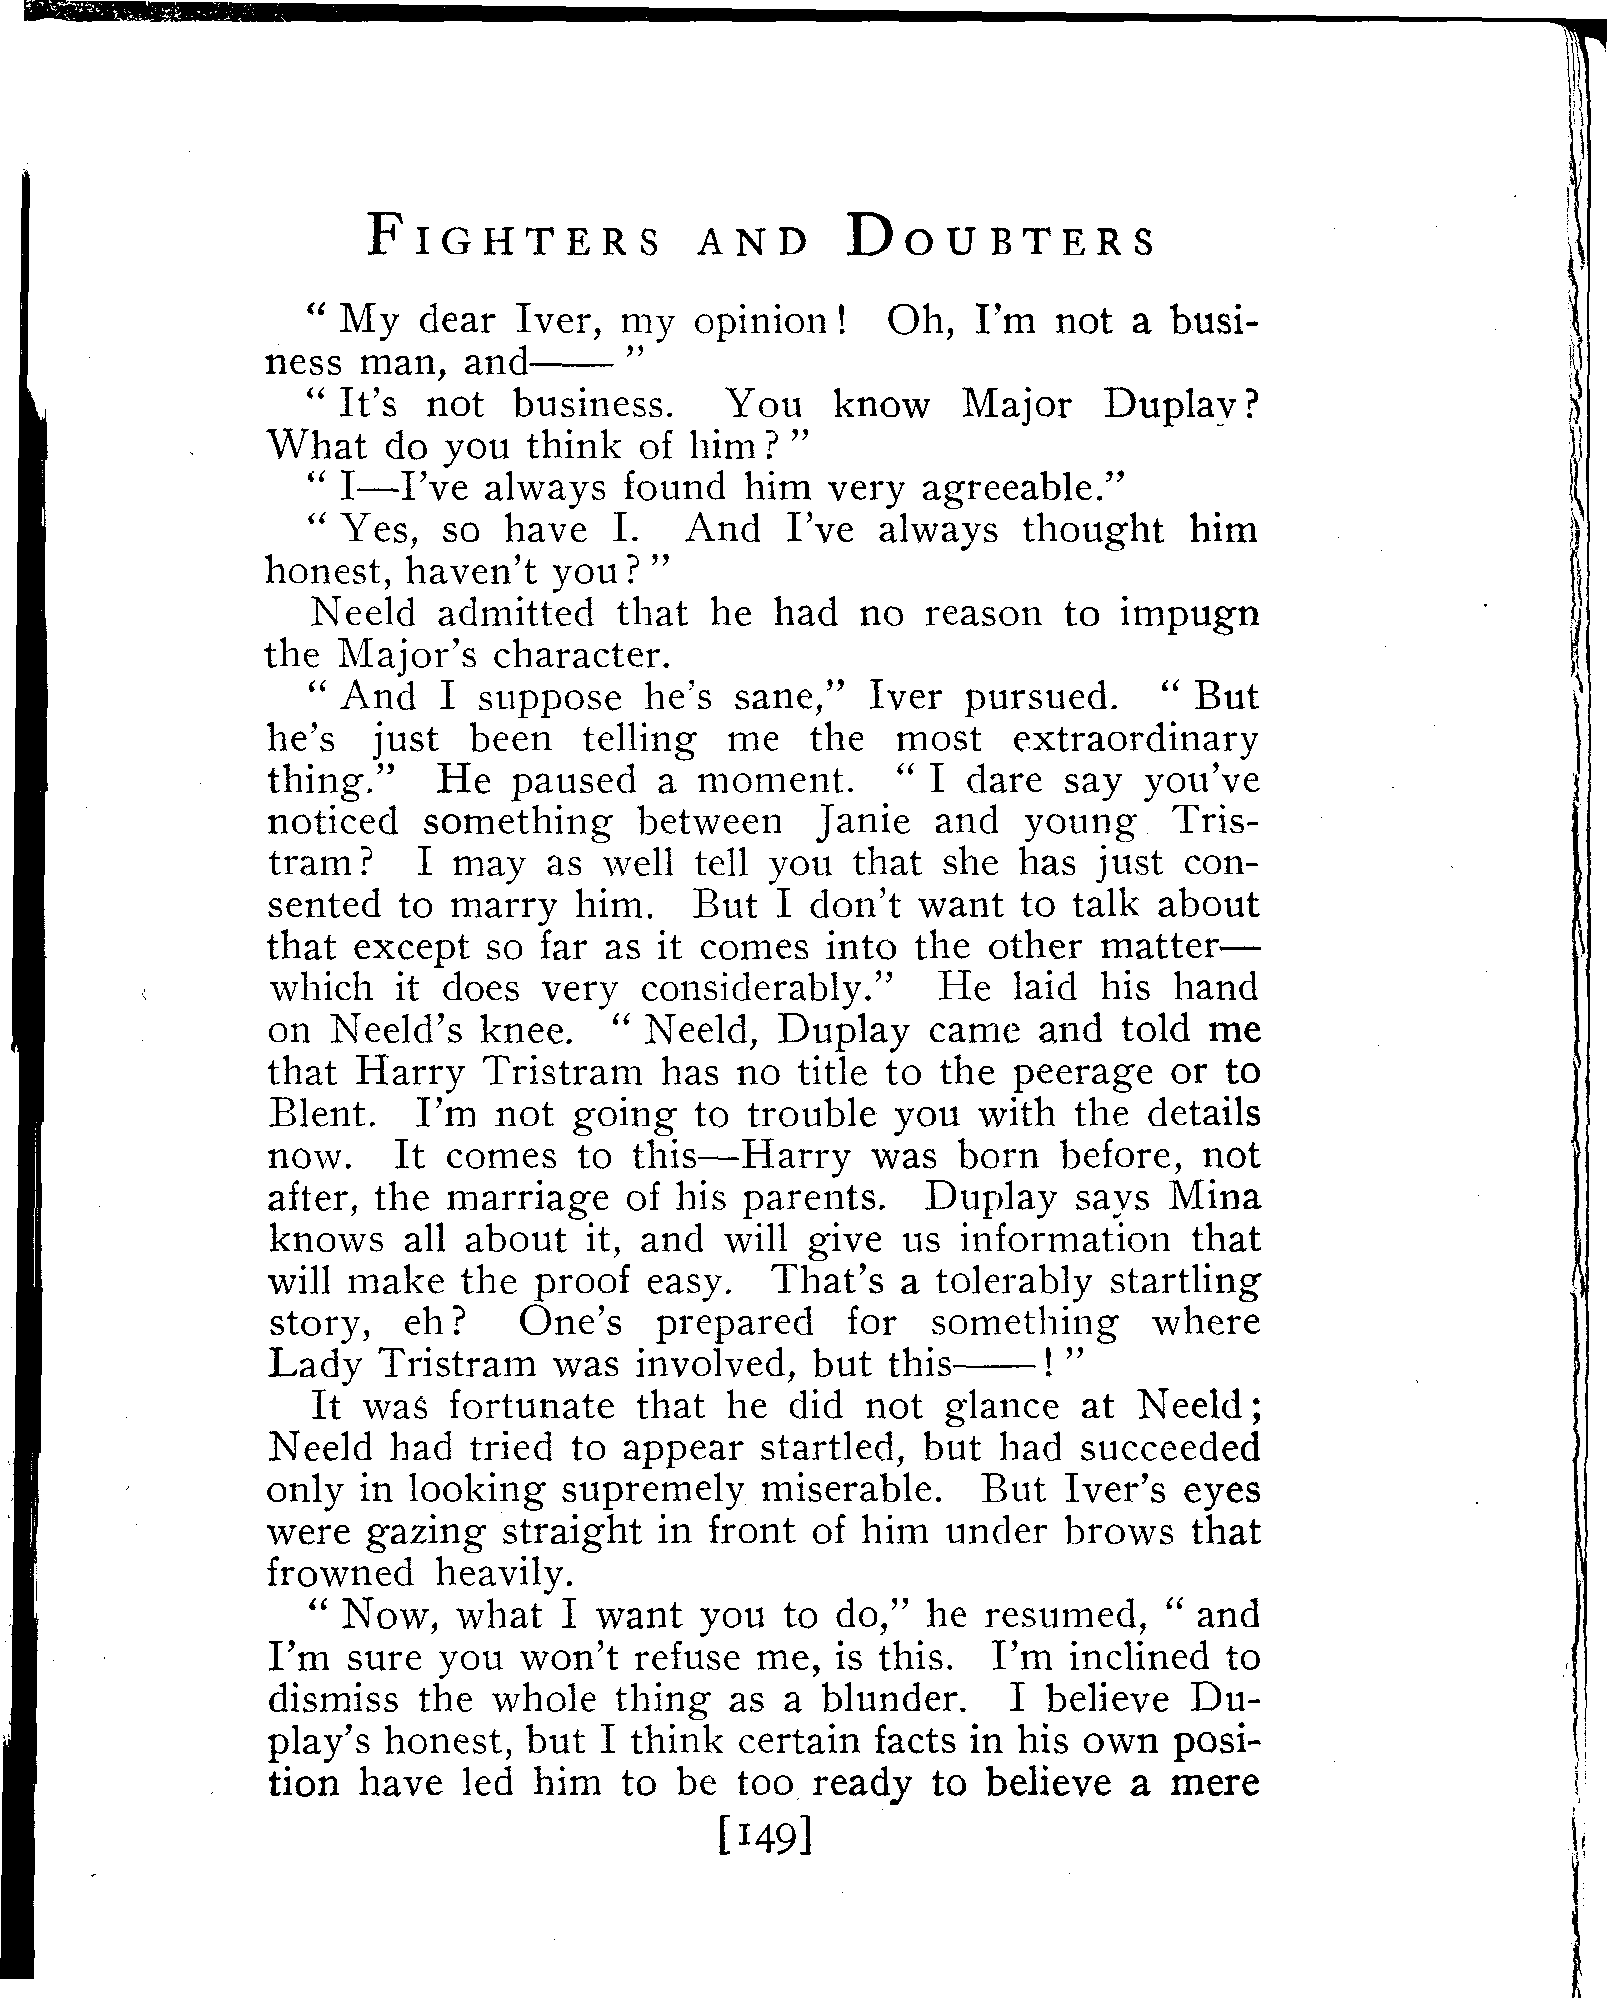 FIGHTERS AND DOUBTERS
“ My dear Iver, my opinion! Oh, I'm not a busi-
ness man, and—— ”
“ It's not business. You know Major Duplay?
What do you think of him? ”
“ I—I've always found him very agreeable.”
“ Yes, so have I. And I've always thought him
honest, haven't you? ”
Neeld admitted that he had no reason to impugn
the Major's character.
“ And I suppose he's sane,” Iver pursued. “ But
he's just been telling me the most extraordinary
thing.” He paused a moment. “ I dare say you've
noticed something between Janie and young Tris-
tram? I may as well tell you that she has just con-
sented to marry him. But I don't want to talk about
that except so far as it comes into the other matter—
which it does very considerably.” He laid his hand
on Neeld's knee. “ Neeld, Duplay came and told me
that Harry Tristram has no title to the peerage or to
Blent. I'm not going to trouble you with the details
now. It comes to this—Harry was born before, not
after, the marriage of his parents. Duplay says Mina
knows all about it, and will give us information that
will make the proof easy. That's a tolerably startling
story, eh? One's prepared for something where
Lady Tristram was involved, but this——! ”
It was fortunate that he did not glance at Neeld;
Neeld had tried to appear startled, but had succeeded
only in looking supremely miserable. But Iver's eyes
were gazing straight in front of him under brows that
frowned heavily.
“ Now, what I want you to do,” he resumed, “ and
I'm sure you won't refuse me, is this. I'm inclined to
dismiss the whole thing as a blunder. I believe Du-
play's honest, but I think certain facts in his own posi-
tion have led him to be too ready to believe a mere
[149]